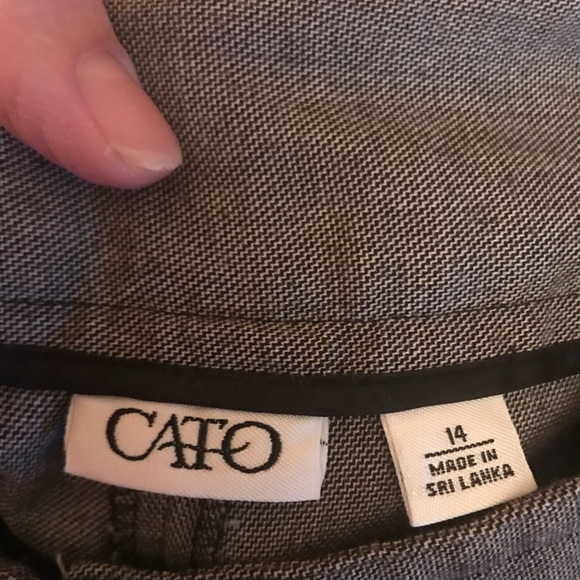 CATO
14
MADE IN
SRI LANKA